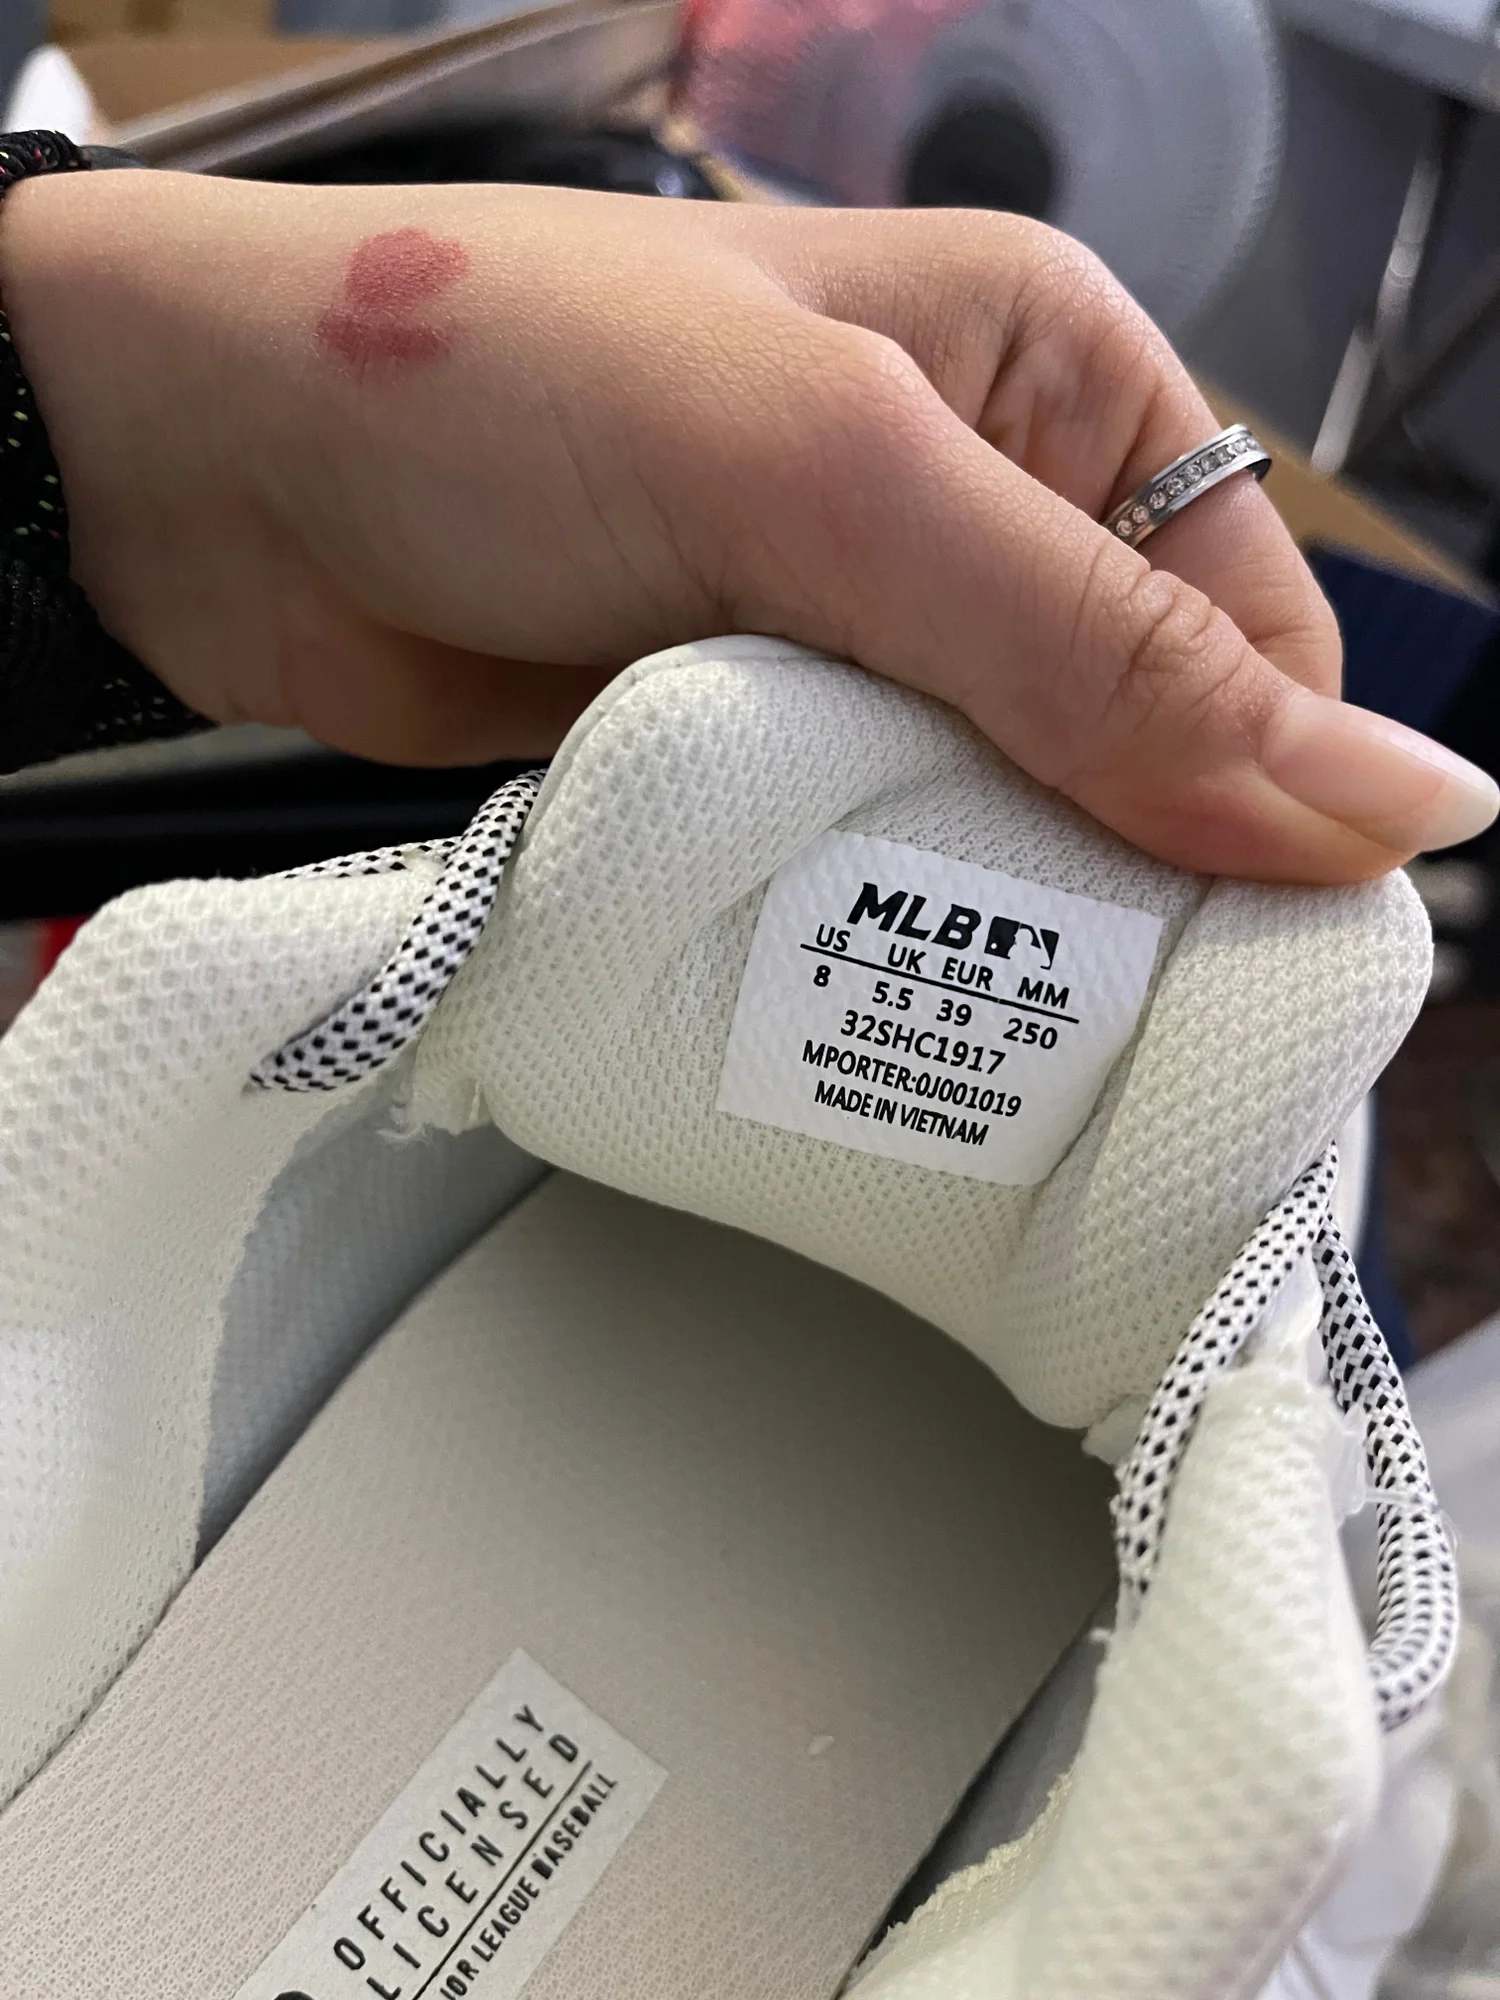 MLB
US UK EUR MM
8 5.5 39 250
32SHC1917
MPORTER:0J001019
MADE IN VIETNAM
OFFICIALLY
LICENSED
LEAGUE BASEBALL